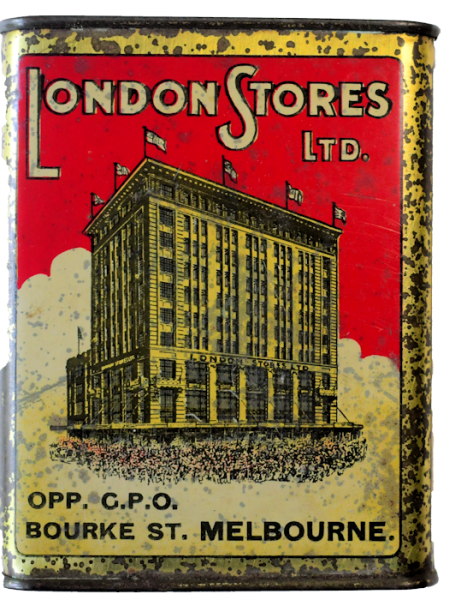 LONDON STORES
LTD.
LONDON STORES LTD
OPP. G.P.O.
BOURKE ST. MELBOURNE.